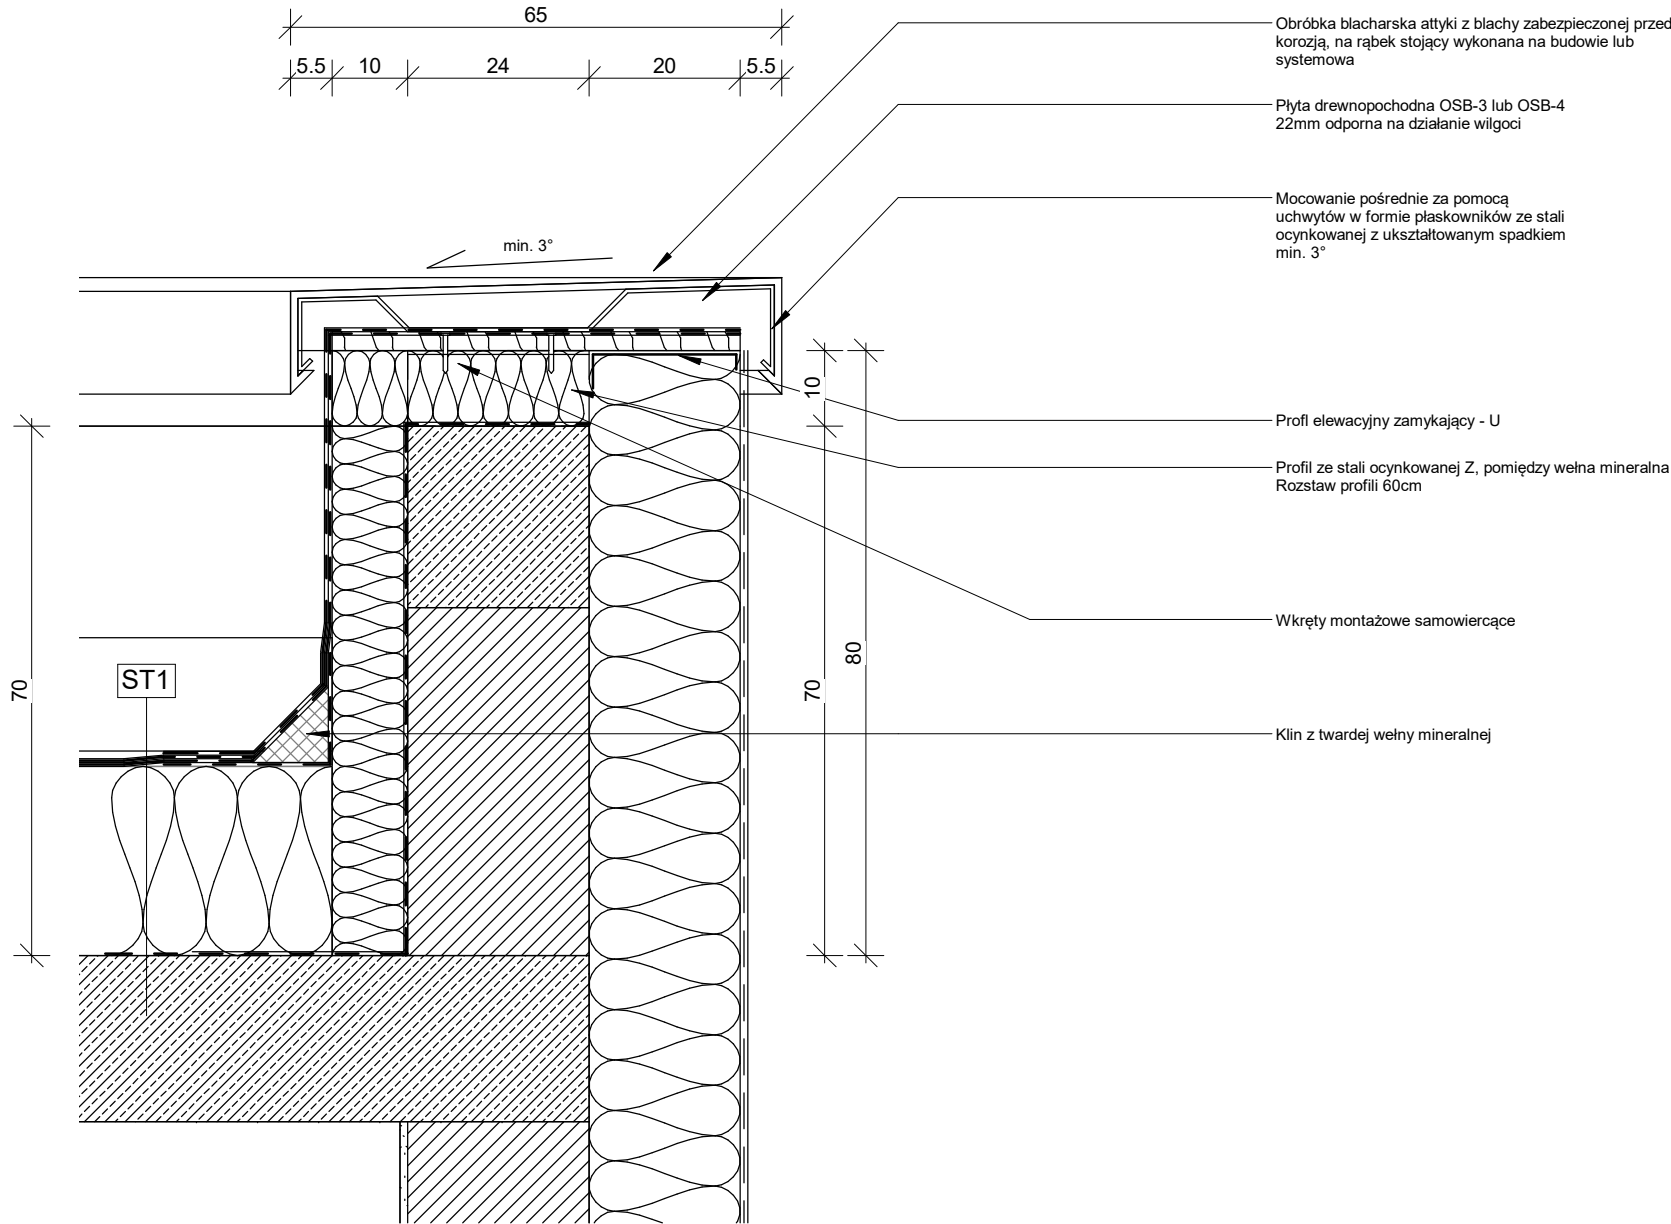 65
5.5 10 24 20 5.5
Obróbka blacharska attyki z blachy zabezpieczonej przed
korozją, na rąbek stojący wykonana na budowie lub
systemowa
Płyta drewnopochodna OSB-3 lub OSB-4
22mm odporna na działanie wilgoci
Mocowanie pośrednie za pomocą
uchwytów w formie płaskowników ze stali
ocynkowanej z ukształtowanym spadkiem
min. 3°
min. 3°
10
Profl elewacyjny zamykający - U
Profil ze stali ocynkowanej Z, pomiędzy wełna mineralna
Rozstaw profili 60cm
Wkręty montażowe samowiercące
80
70
70
ST1
Klin z twardej wełny mineralnej